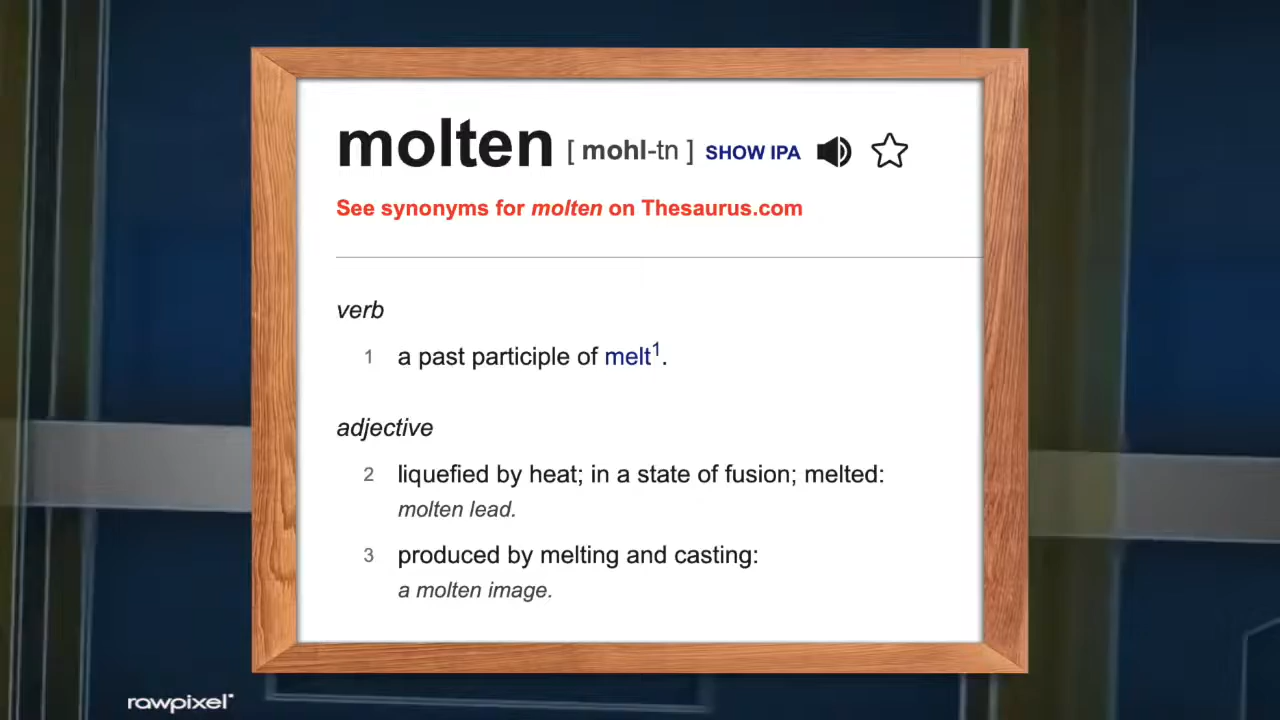 molten [ mohl-tn ] SHOW IPA
See synonyms for molten on Thesaurus.com
verb
1 a past participle of melt¹.
adjective
2 liquefied by heat; in a state of fusion; melted:
molten lead.
3 produced by melting and casting:
a molten image.
rawpixel